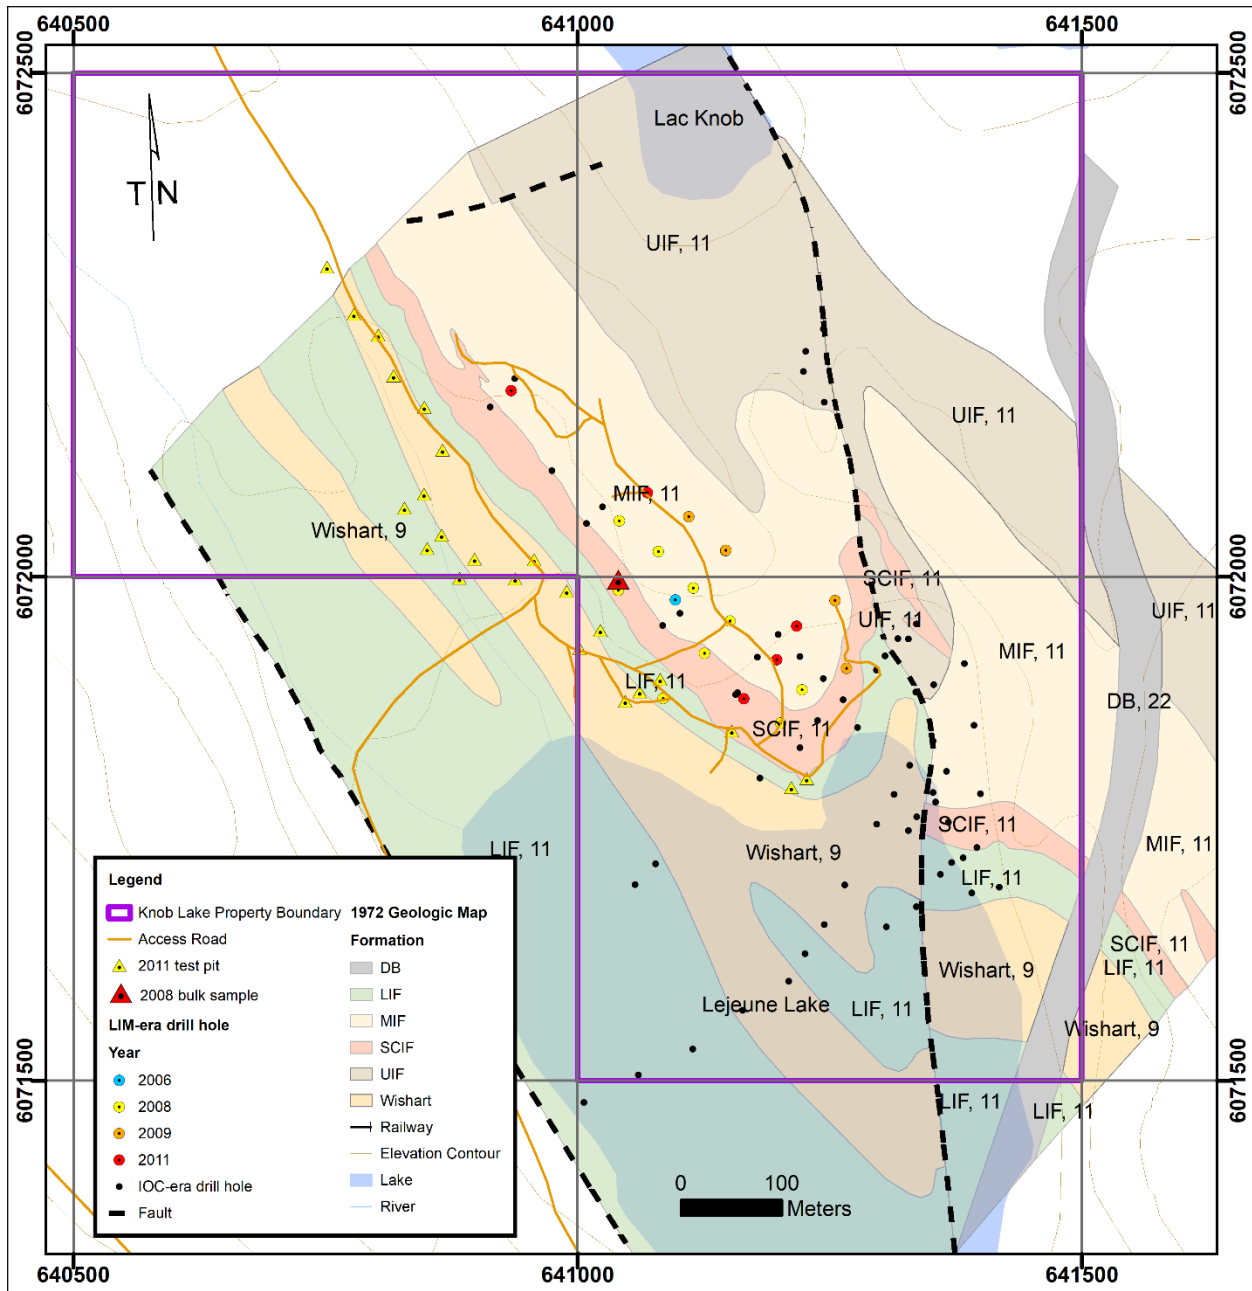 640500
641000
641500
6072500
6072500
Lac Knob
T N
UIF, 11
UIF, 11
MIF, 11
Wishart, 9
6072000
6072000
SCIF, 11
UIF, 11
UIF, 11
MIF, 11
LIF, 11
DB, 22
SCIF, 11
SCIF, 11
MIF, 11
LIF, 11
Wishart, 9
LIF, 11
SCIF, 11
LIF, 11
Wishart, 9
Lejeune Lake
LIF, 11
Wishart, 9
6071500
6071500
LIF, 11
LIF, 11
Legend
Knob Lake Property Boundary
Access Road
2011 test pit
2008 bulk sample
LIM-era drill hole
Year
2006
2008
2009
2011
IOC-era drill hole
Fault
1972 Geologic Map
Formation
DB
LIF
MIF
SCIF
UIF
Wishart
Railway
Elevation Contour
Lake
River
0 100
Meters
640500
641000
641500